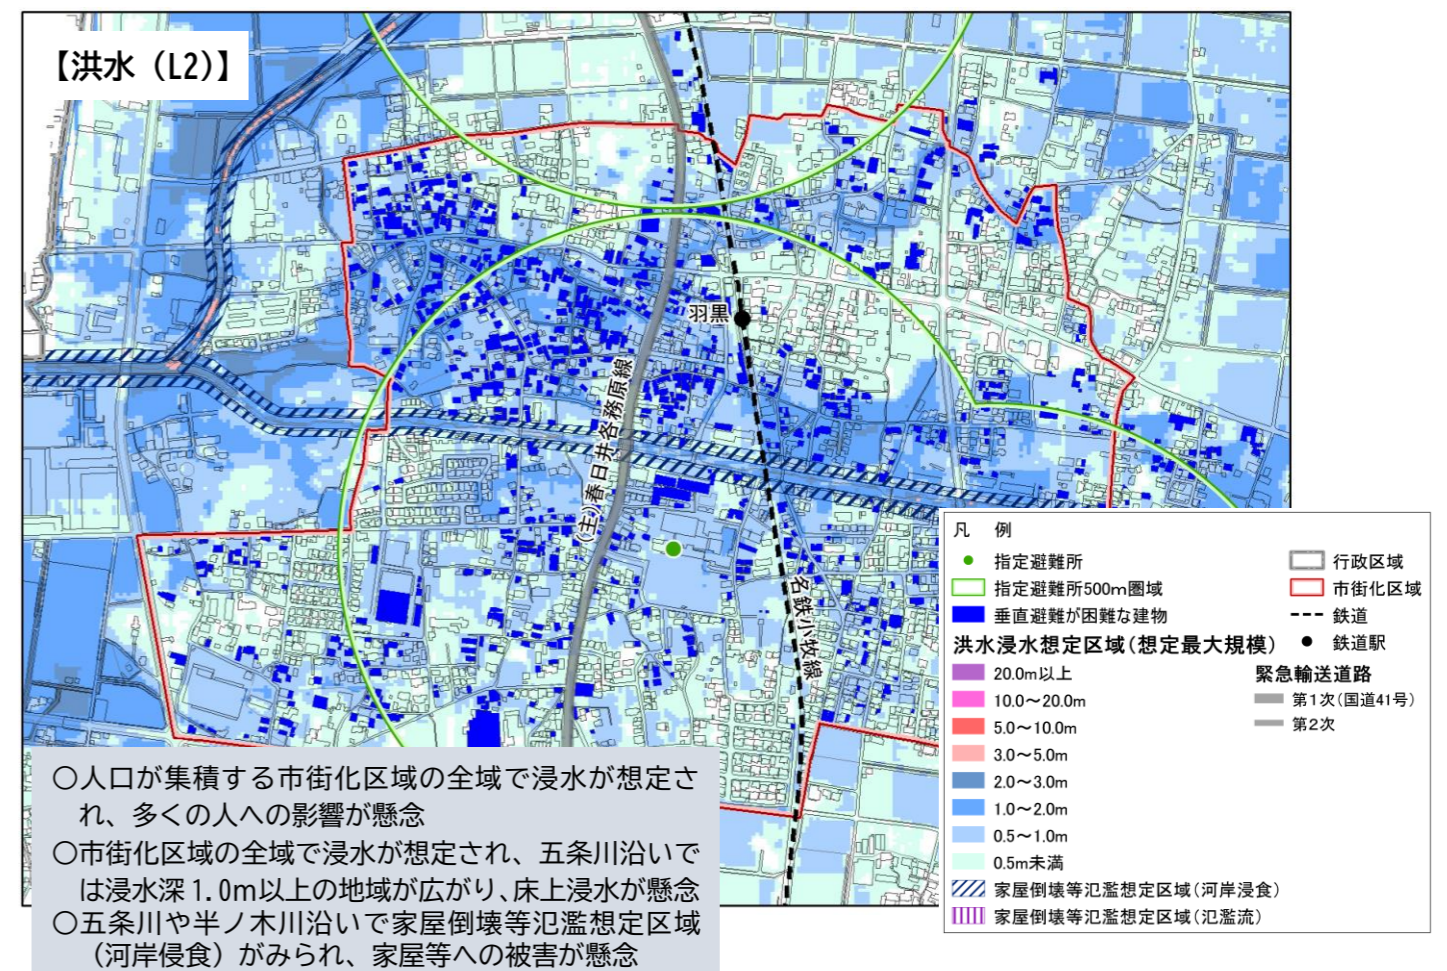 【洪水（L2）】
羽黒
(主)春日井各務原線
名鉄小牧線
凡　例
指定避難所
指定避難所500m圏域
垂直避難が困難な建物
洪水浸水想定区域(想定最大規模)
20.0m以上
10.0～20.0m
5.0～10.0m
3.0～5.0m
2.0～3.0m
1.0～2.0m
0.5～1.0m
0.5m未満
家屋倒壊等氾濫想定区域(河岸浸食)
家屋倒壊等氾濫想定区域(氾濫流)
行政区域
市街化区域
鉄道
鉄道駅
緊急輸送道路
第1次(国道41号)
第2次
○人口が集積する市街化区域の全域で浸水が想定さ
れ、多くの人への影響が懸念
○市街化区域の全域で浸水が想定され、五条川沿いで
は浸水深1.0m以上の地域が広がり、床上浸水が懸念
○五条川や半ノ木川沿いで家屋倒壊等氾濫想定区域
（河岸侵食）がみられ、家屋等への被害が懸念